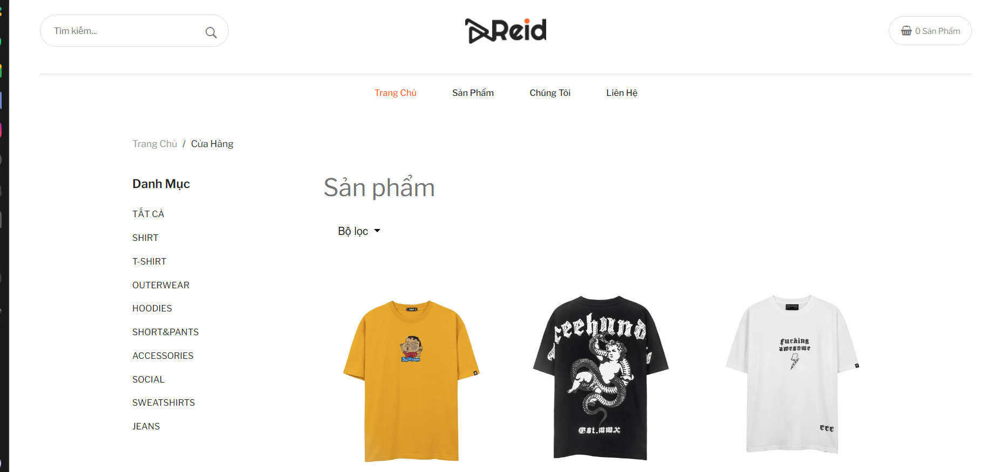 Tìm kiếm...
Reid
0 Sản Phẩm
Trang Chủ
Sản Phẩm
Chúng Tôi
Liên Hệ
Trang Chủ / Cửa Hàng
Danh Mục
TẤT CẢ
SHIRT
T-SHIRT
OUTERWEAR
HOODIES
SHORT&PANTS
ACCESSORIES
SOCIAL
SWEATSHIRTS
JEANS
Sản phẩm
Bộ lọc
Est.mmx
fucking
awesome